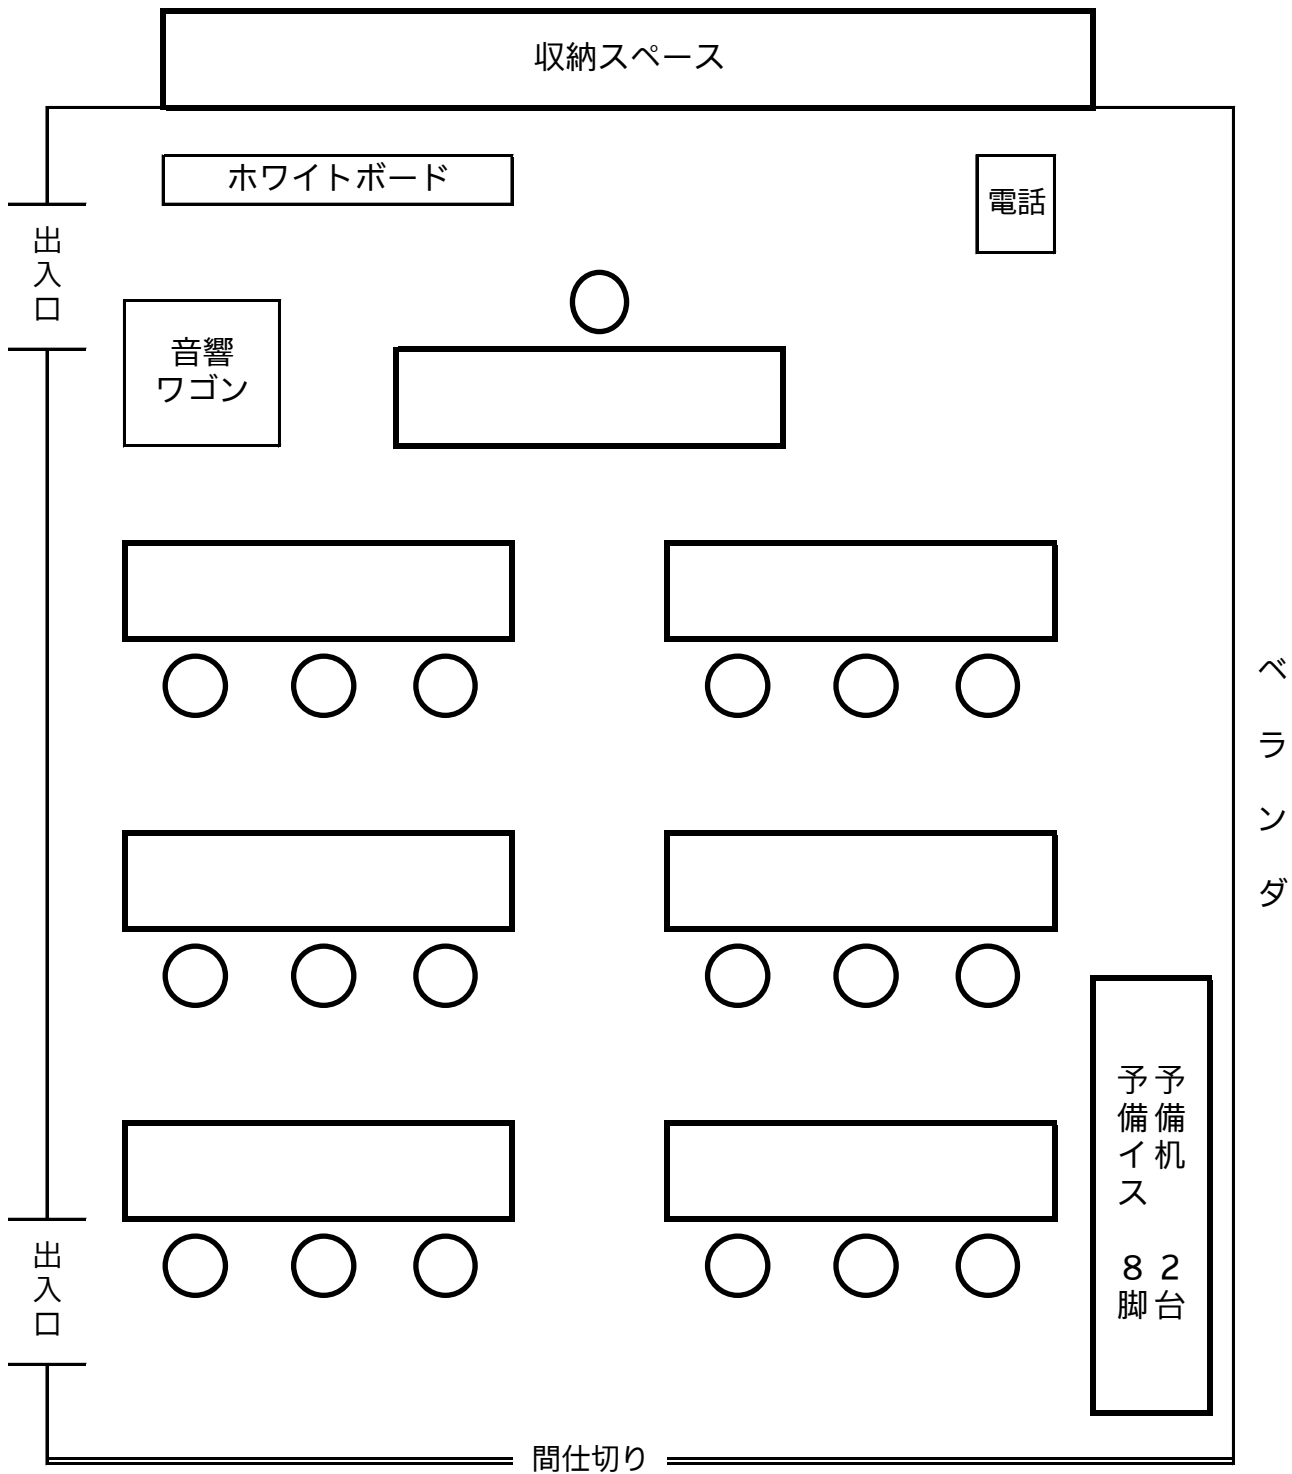 収納スペース
ホワイトボード
電話
出入口
音響
ワゴン
ベランダ
予備机　２台
予備イス　８脚
出入口
間仕切り